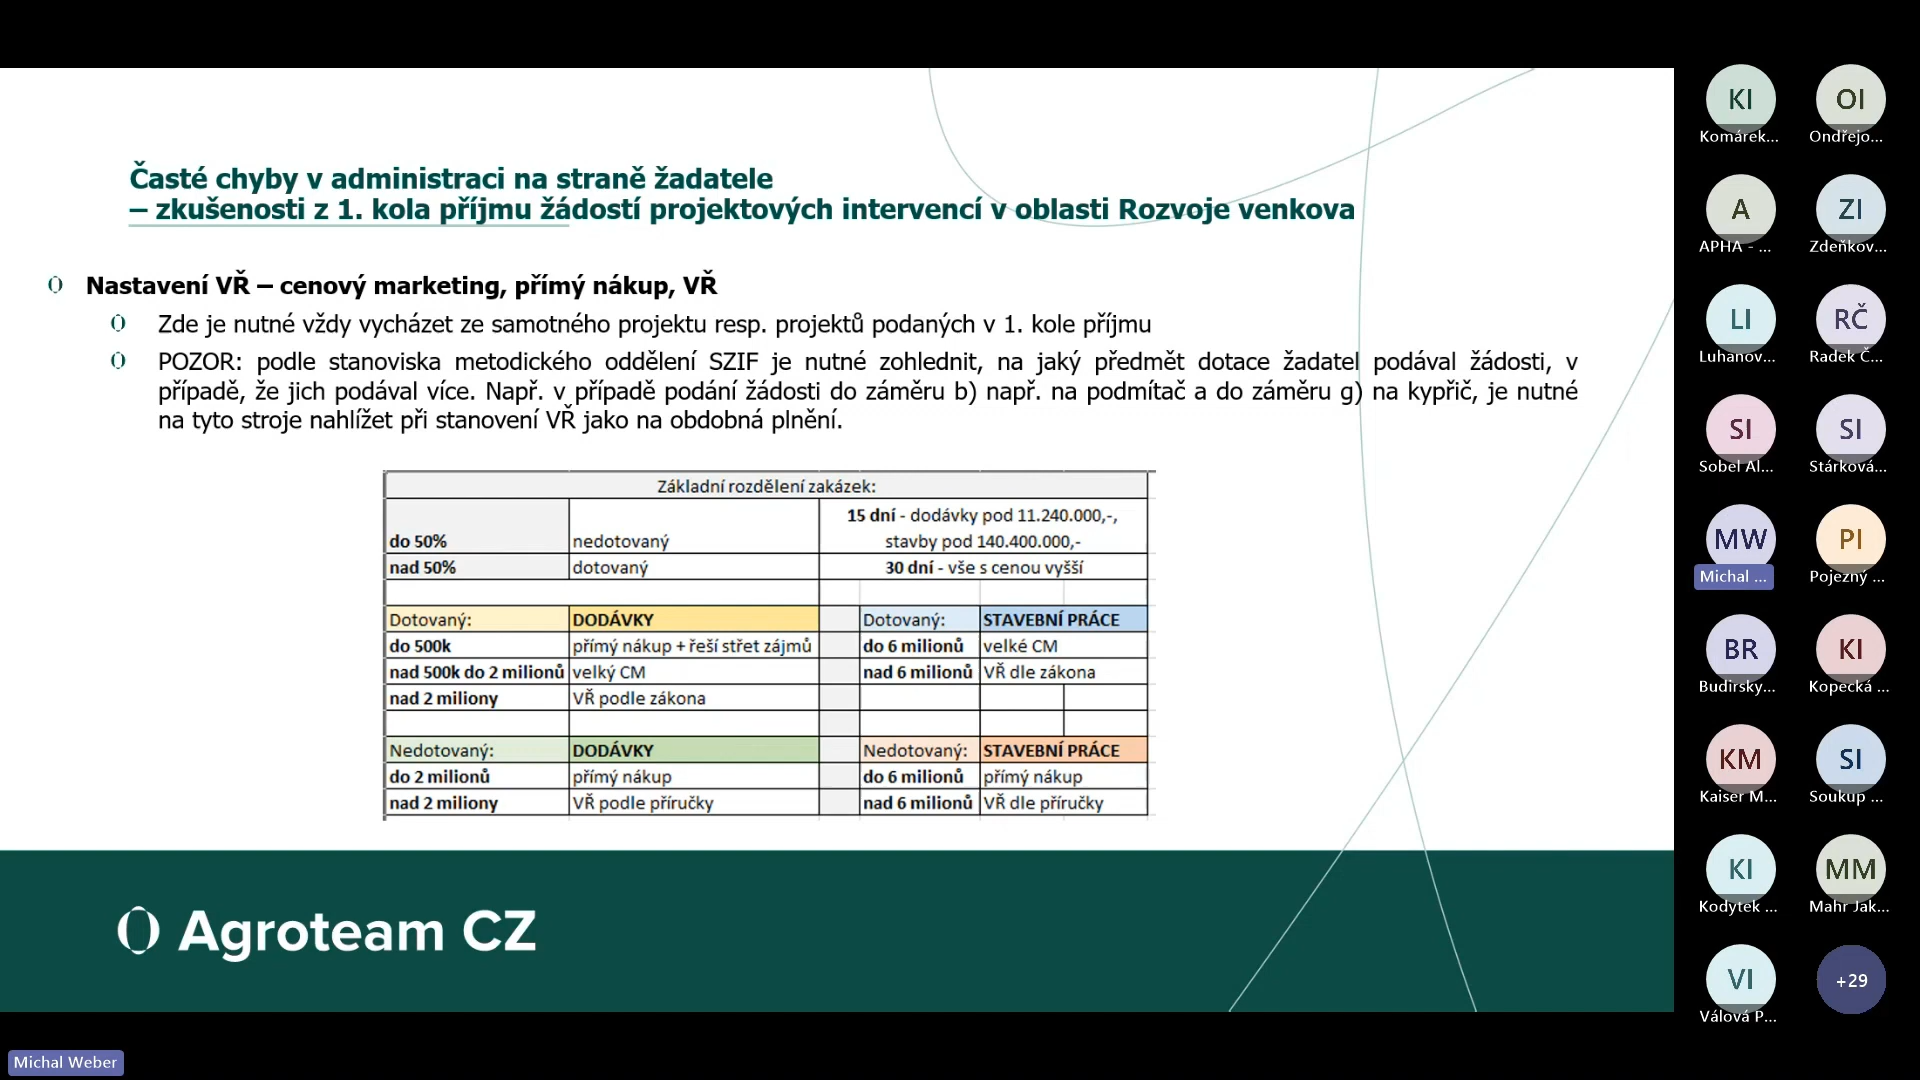 Časté chyby v administraci na straně žadatele
– zkušenosti z 1. kola příjmu žádostí projektových intervencí v oblasti Rozvoje venkova
Nastavení VŘ – cenový marketing, přímý nákup, VŘ
Zde je nutné vždy vycházet ze samotného projektu resp. projektů podaných v 1. kole příjmu
POZOR: podle stanoviska metodického oddělení SZIF je nutné zohlednit, na jaký předmět dotace žadatel podával žádosti, v
případě, že jich podával více. Např. v případě podání žádosti do záměru b) např. na podmítač a do záměru g) na kypřič, je nutné
na tyto stroje nahlížet při stanovení VŘ jako na obdobná plnění.
Základní rozdělení zakázek:
15 dní - dodávky pod 11.240.000,-,
do 50% nedotovaný stavby pod 140.400.000,-
nad 50% dotovaný 30 dní - vše s cenou vyšší
Dotovaný: DODÁVKY Dotovaný: STAVEBNÍ PRÁCE
do 500k přímý nákup + řeší střet zájmů do 6 milionů velké CM
nad 500k do 2 milionů velký CM nad 6 milionů VŘ dle zákona
nad 2 miliony VŘ podle zákona
Nedotovaný: DODÁVKY Nedotovaný: STAVEBNÍ PRÁCE
do 2 milionů přímý nákup do 6 milionů přímý nákup
nad 2 miliony VŘ podle příručky nad 6 milionů VŘ dle příručky
Agroteam CZ
KI OI
Komárek... Ondřejo...
A ZI
APHA - ... Zdeňkov...
LI RČ
Luhanov... Radek Č...
SI SI
Sobel Al... Stárková...
MW PI
Michal ... Pojezný ...
BR KI
Budirsky... Kopecká ...
KM SI
Kaiser M... Soukup ...
KI MM
Kodytek ... Mahr Jak...
VI +29
Válová P...
Michal Weber